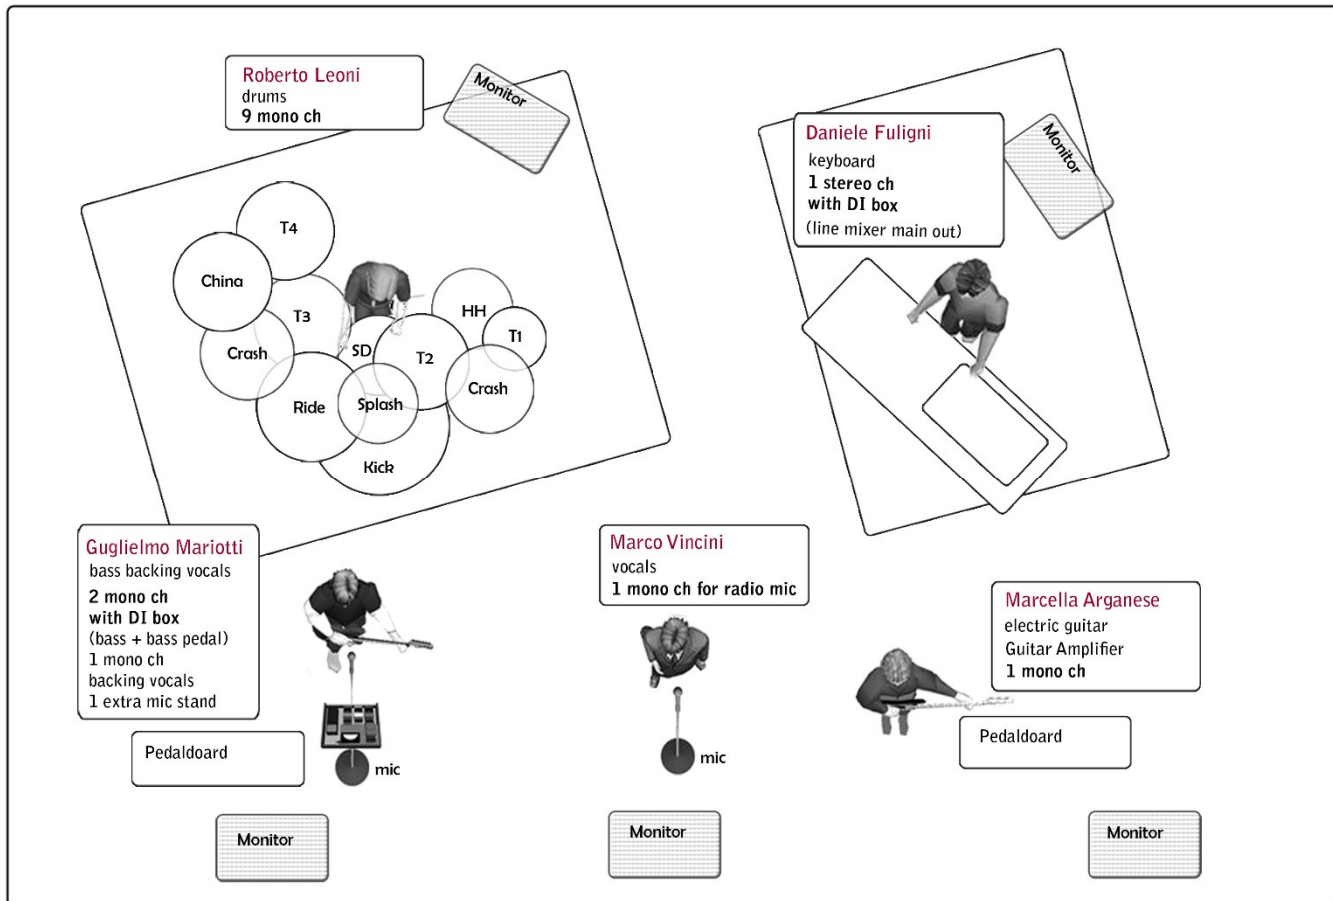 Roberto Leoni
drums
9 mono ch
Monitor
Daniele Fuligni
keyboard
1 stereo ch
with DI box
(line mixer main out)
Monitor
T4
China
T3
HH
T1
Crash
SD
T2
Crash
Ride
Splash
Kick
Guglielmo Mariotti
bass backing vocals
2 mono ch
with DI box
(bass + bass pedal)
1 mono ch
backing vocals
1 extra mic stand
Pedaldoard
mic
Marco Vincini
vocals
1 mono ch for radio mic
mic
Marcella Arganese
electric guitar
Guitar Amplifier
1 mono ch
Pedaldoard
Monitor
Monitor
Monitor